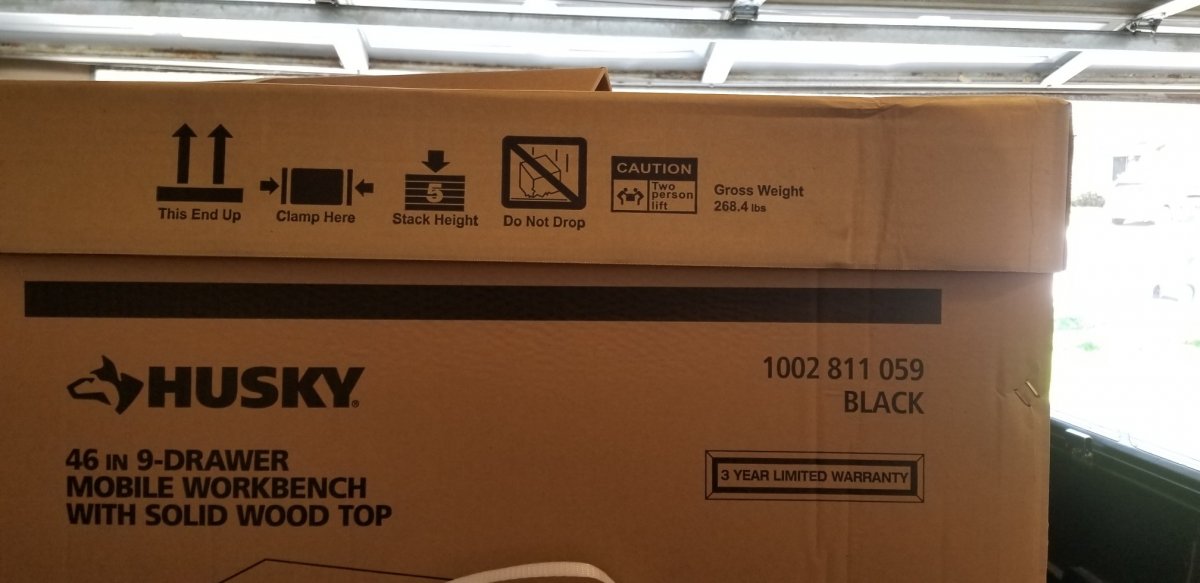 This End Up
Clamp Here
5
Stack Height
Do Not Drop
CAUTION
Two
person
lift
Gross Weight
268.4 lbs
HUSKY®
1002 811 059
BLACK
46 IN 9-DRAWER
MOBILE WORKBENCH
WITH SOLID WOOD TOP
3 YEAR LIMITED WARRANTY